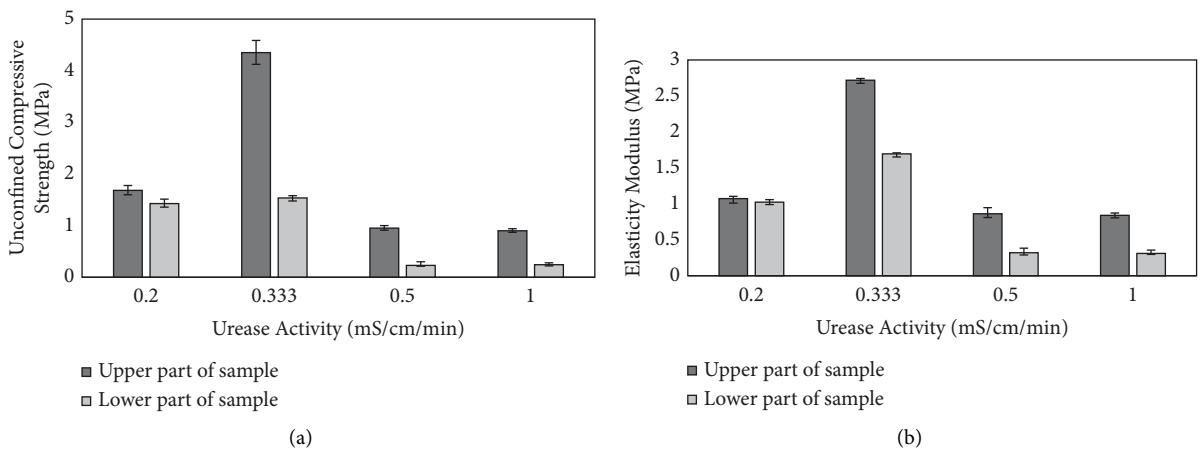 Unconfined Compressive
Strength (MPa)
5
4
3
2
1
0
0.2
0.333
0.5
1
Urease Activity (mS/cm/min)
Upper part of sample
Lower part of sample
(a)
Elasticity Modulus (MPa)
3
2.5
2
1.5
1
0.5
0
0.2
0.333
0.5
1
Urease Activity (mS/cm/min)
Upper part of sample
Lower part of sample
(b)